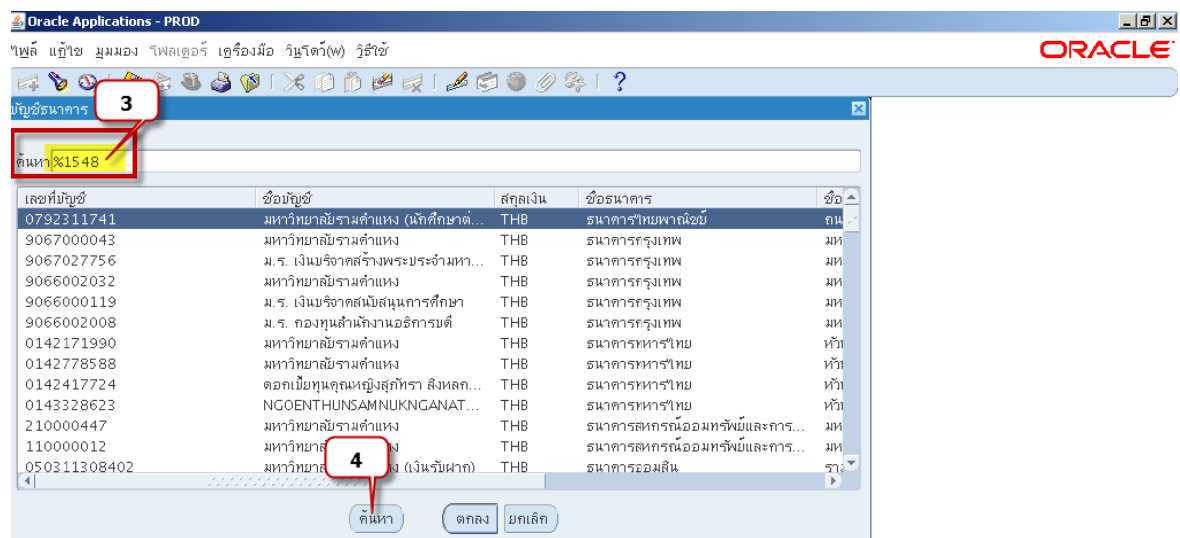 Oracle Applications - PROD
ไฟล์ แก้ไข มุมมอง โฟลเดอร์ เครื่องมือ วินโดว์(w) วิธีใช้
ORACLE
บัญชีธนาคาร
3
ค้นหา %1548
เลขที่บัญชี ชื่อบัญชี สกุลเงิน ชื่อธนาคาร
0792311741 มหาวิทยาลัยรามคำแหง (นักศึกษาต่... THB ธนาคารไทยพาณิชย์
9067000043 มหาวิทยาลัยรามคำแหง THB ธนาคารกรุงเทพ
9067027756 ม.ร. เงินบริจาคสร้างพระประจำมหา... THB ธนาคารกรุงเทพ
9066002032 มหาวิทยาลัยรามคำแหง THB ธนาคารกรุงเทพ
9066000119 ม.ร. เงินบริจาคสนับสนุนการศึกษา THB ธนาคารกรุงเทพ
9066002008 ม.ร. กองทุนสำนักงานอธิการบดี THB ธนาคารกรุงเทพ
0142171990 มหาวิทยาลัยรามคำแหง THB ธนาคารทหารไทย
0142778588 มหาวิทยาลัยรามคำแหง THB ธนาคารทหารไทย
0142417724 ดอกเบี้ยทุนคุณหญิงสุภัทรา สิงหลก... THB ธนาคารทหารไทย
0143328623 NGOENTHUNSAMNUKNGANAT... THB ธนาคารทหารไทย
210000447 มหาวิทยาลัยรามคำแหง THB ธนาคารสหกรณ์ออมทรัพย์และการ...
110000012 THB ธนาคารสหกรณ์ออมทรัพย์และการ...
050311308402 (เงินรับฝาก) THB ธนาคารออมสิน
4
ค้นหา ตกลง ยกเลิก